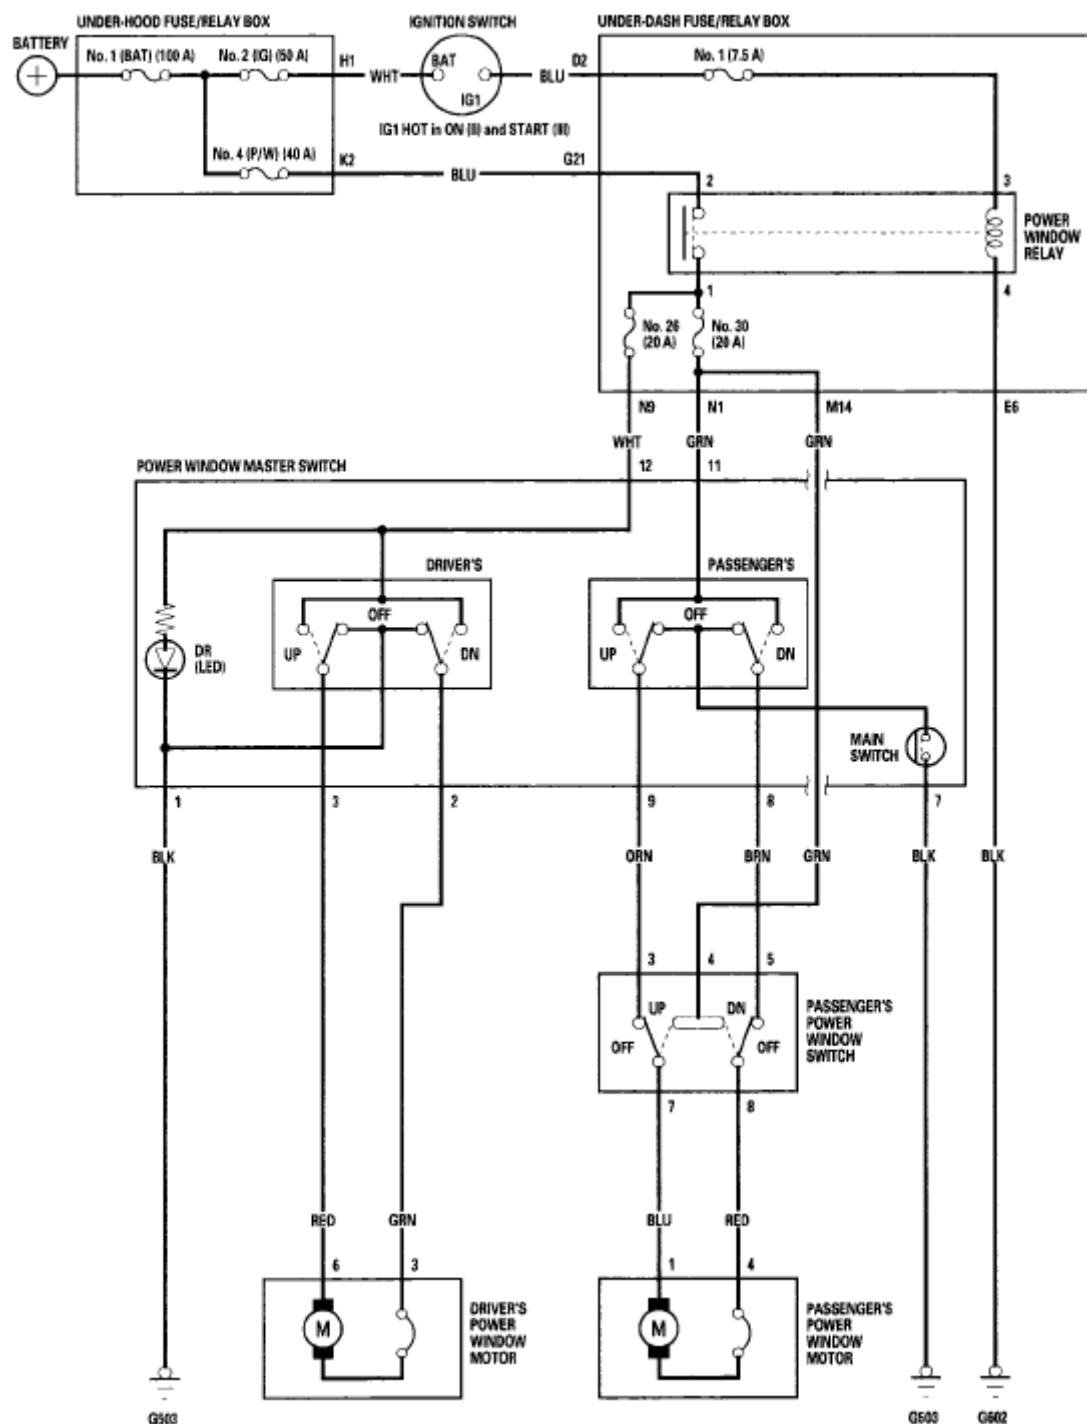 UNDER-HOOD FUSE/RELAY BOX
IGNITION SWITCH
UNDER-DASH FUSE/RELAY BOX
BATTERY
No. 1 (BAT) (100 A)
No. 2 (IG) (50 A)
H1
WHT
BAT
IG1
BLU
D2
No. 1 (7.5 A)
IG1 HOT in ON (II) and START (III)
No. 4 (P/W) (40 A)
K2
BLU
G21
2
3
POWER
WINDOW
RELAY
1
4
No. 26
(20 A)
No. 30
(20 A)
N9
N1
M14
E6
WHT
GRN
GRN
POWER WINDOW MASTER SWITCH
12
11
DRIVER'S
PASSENGER'S
OFF
UP
DN
OFF
UP
DN
DR
(LED)
MAIN
SWITCH
1
3
2
9
8
7
BLK
ORN
BRN
GRN
BLK
BLK
3
4
5
UP
DN
OFF
OFF
PASSENGER'S
POWER
WINDOW
SWITCH
7
8
RED
GRN
BLU
RED
6
3
1
4
M
DRIVER'S
POWER
WINDOW
MOTOR
M
PASSENGER'S
POWER
WINDOW
MOTOR
G503
G503
G602